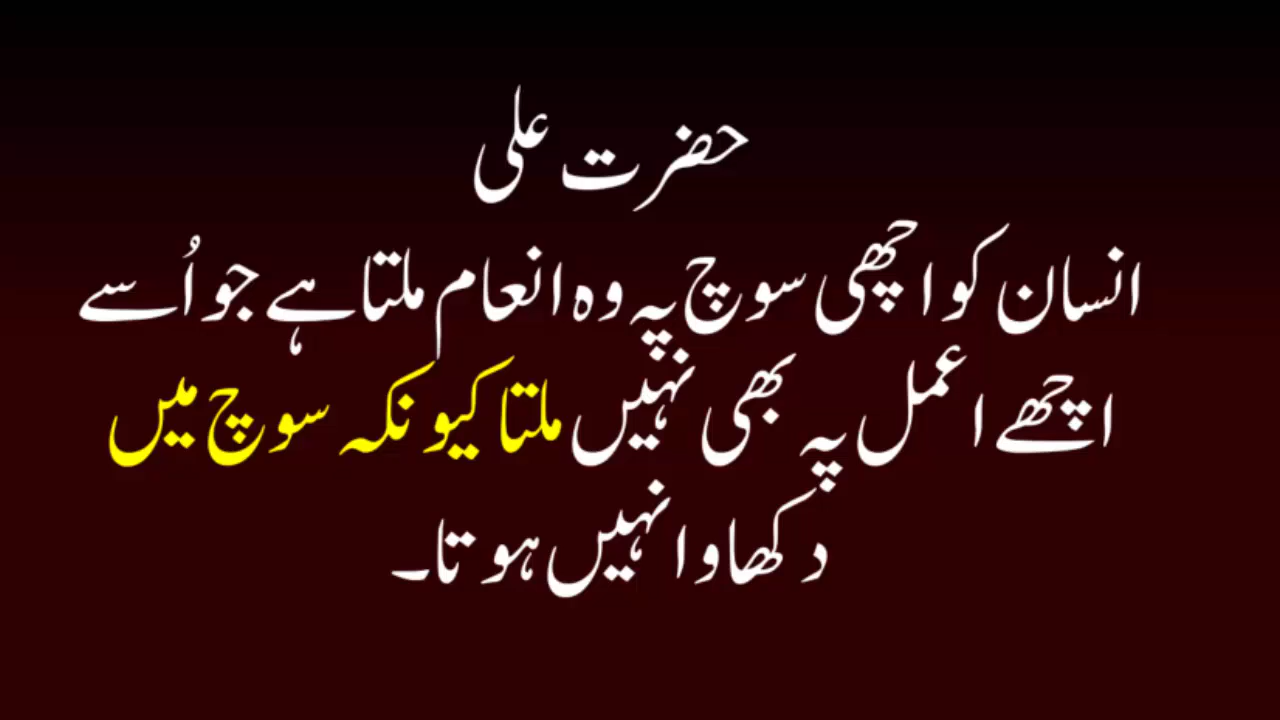 حضرت علی
انسان کو اچھی سوچ پہ وہ انعام ملتا ہے جو اُسے
اچھے اعمل پہ بھی نہیں ملتا کیونکہ سوچ میں
دکھاوا نہیں ہوتا۔